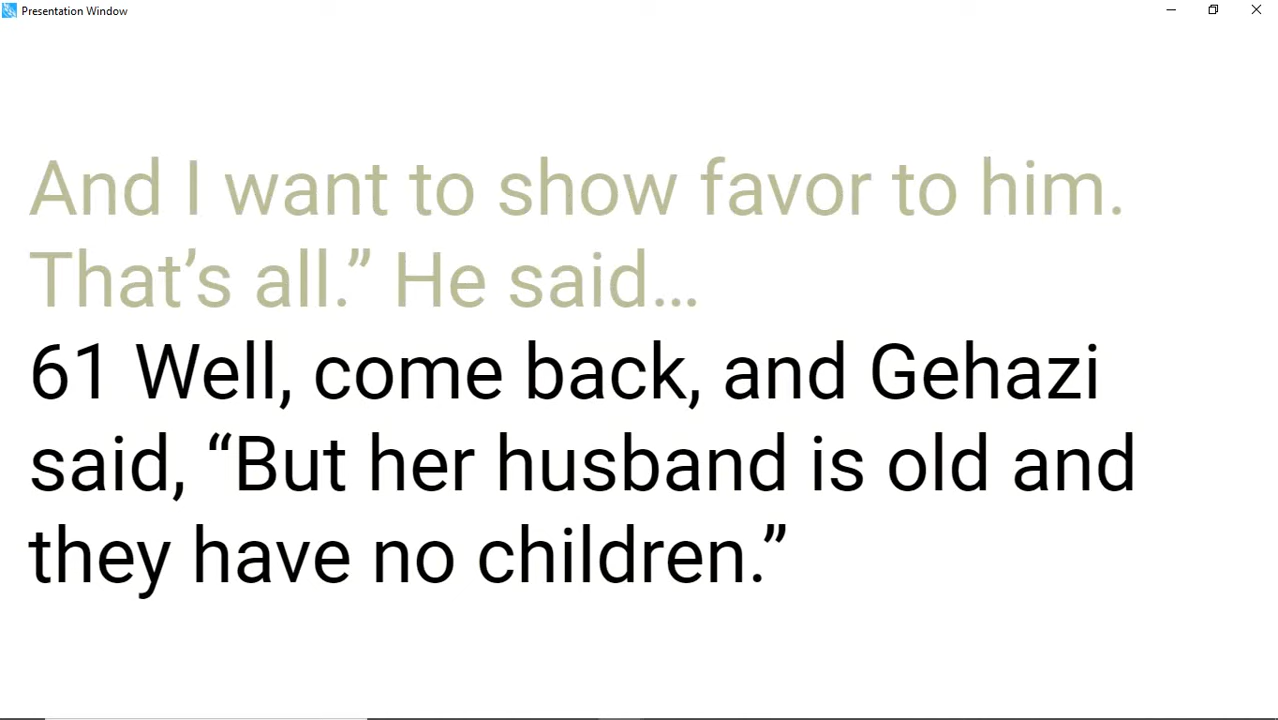 Presentation Window
And I want to show favor to him.
That’s all.” He said…
61 Well, come back, and Gehazi
said, “But her husband is old and
they have no children.”